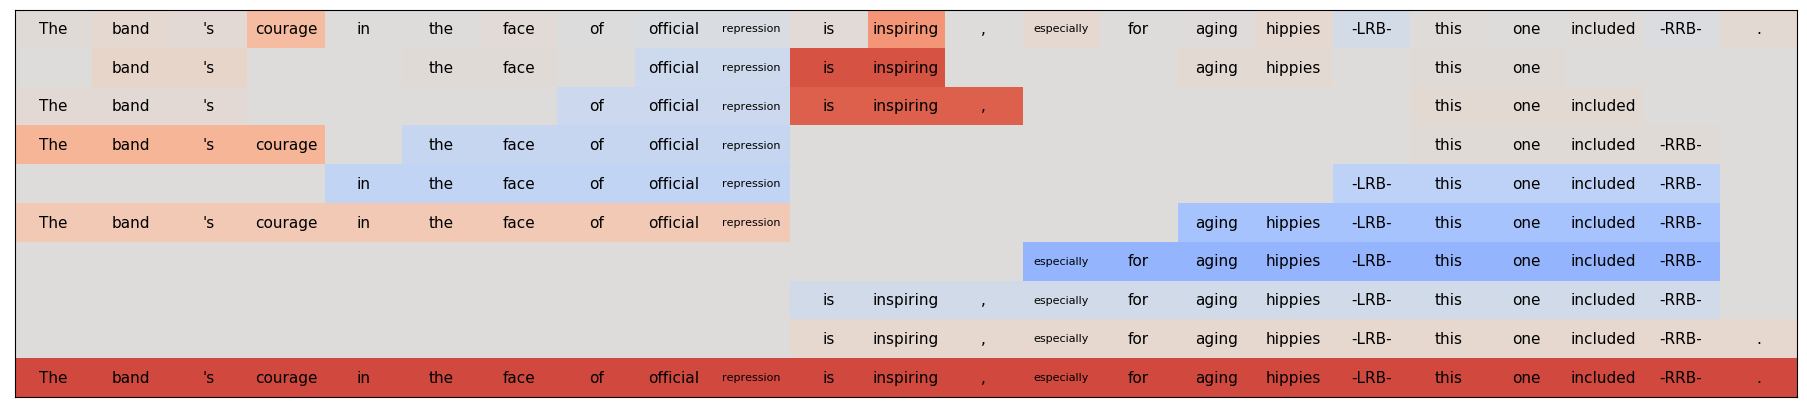 The band 's courage in the face of official repression is inspiring , especially for aging hippies -LRB- this one included -RRB- .
band 's the face official repression is inspiring aging hippies this one
The band 's of official repression is inspiring , this one included
The band 's courage the face of official repression this one included -RRB-
in the face of official repression -LRB- this one included -RRB-
The band 's courage in the face of official repression aging hippies -LRB- this one included -RRB-
especially for aging hippies -LRB- this one included -RRB-
is inspiring , especially for aging hippies -LRB- this one included -RRB-
is inspiring , especially for aging hippies -LRB- this one included -RRB- .
The band 's courage in the face of official repression is inspiring , especially for aging hippies -LRB- this one included -RRB- .